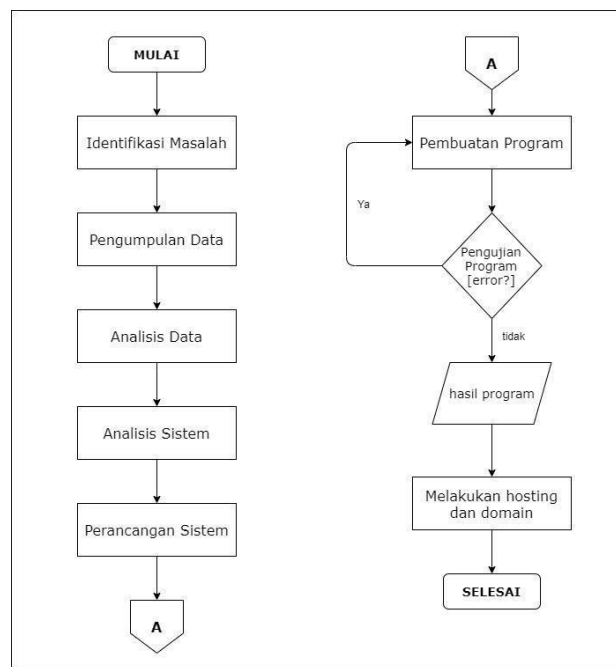 MULAI
Identifikasi Masalah
Pengumpulan Data
Analisis Data
Analisis Sistem
Perancangan Sistem
A
A
Pembuatan Program
Ya
Pengujian
Program
[error?]
tidak
hasil program
Melakukan hosting
dan domain
SELESAI